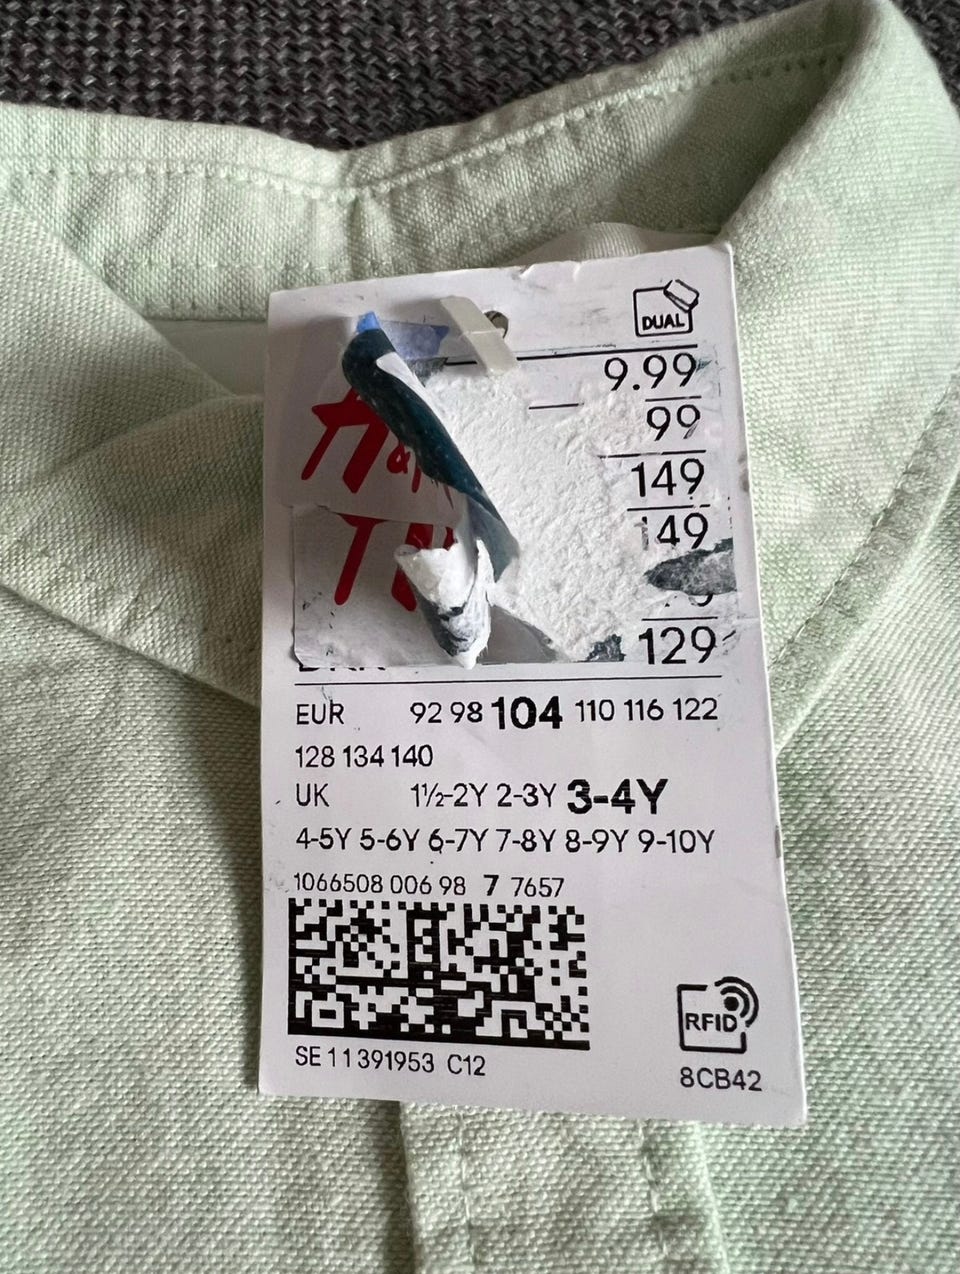 DUAL
9.99
99
H&
149
149
129
EUR 92 98 104 110 116 122
128 134 140
UK 1½-2Y 2-3Y 3-4Y
4-5Y 5-6Y 6-7Y 7-8Y 8-9Y 9-10Y
1066508 006 98 7 7657
RFID
SE 11391953 C12
8CB42